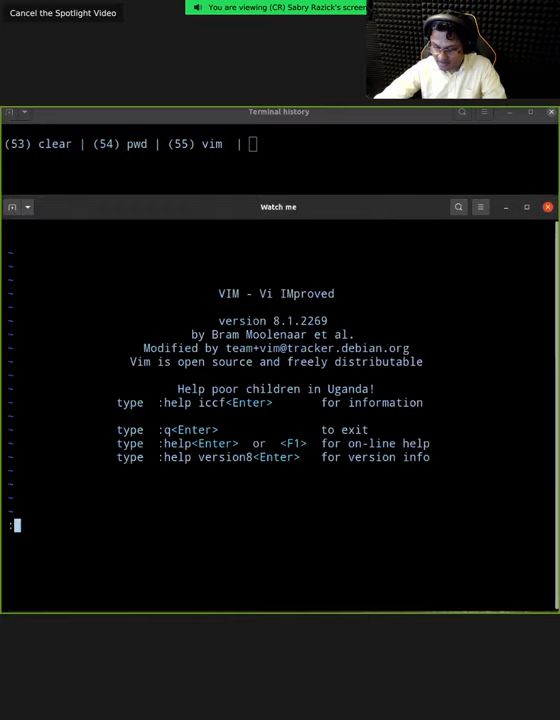 Cancel the Spotlight Video
You are viewing (CR) Sabry Razick's screen
Terminal history
(53) clear | (54) pwd | (55) vim |
Watch me
~
~
~
VIM - Vi IMproved
~
~
version 8.1.2269
~
by Bram Moolenaar et al.
~
Modified by team+vim@tracker.debian.org
~
Vim is open source and freely distributable
~
~
Help poor children in Uganda!
~
type :help iccf<Enter> for information
~
~
type :q<Enter> to exit
~
type :help<Enter> or <F1> for on-line help
~
type :help version8<Enter> for version info
~
~
~
~
: